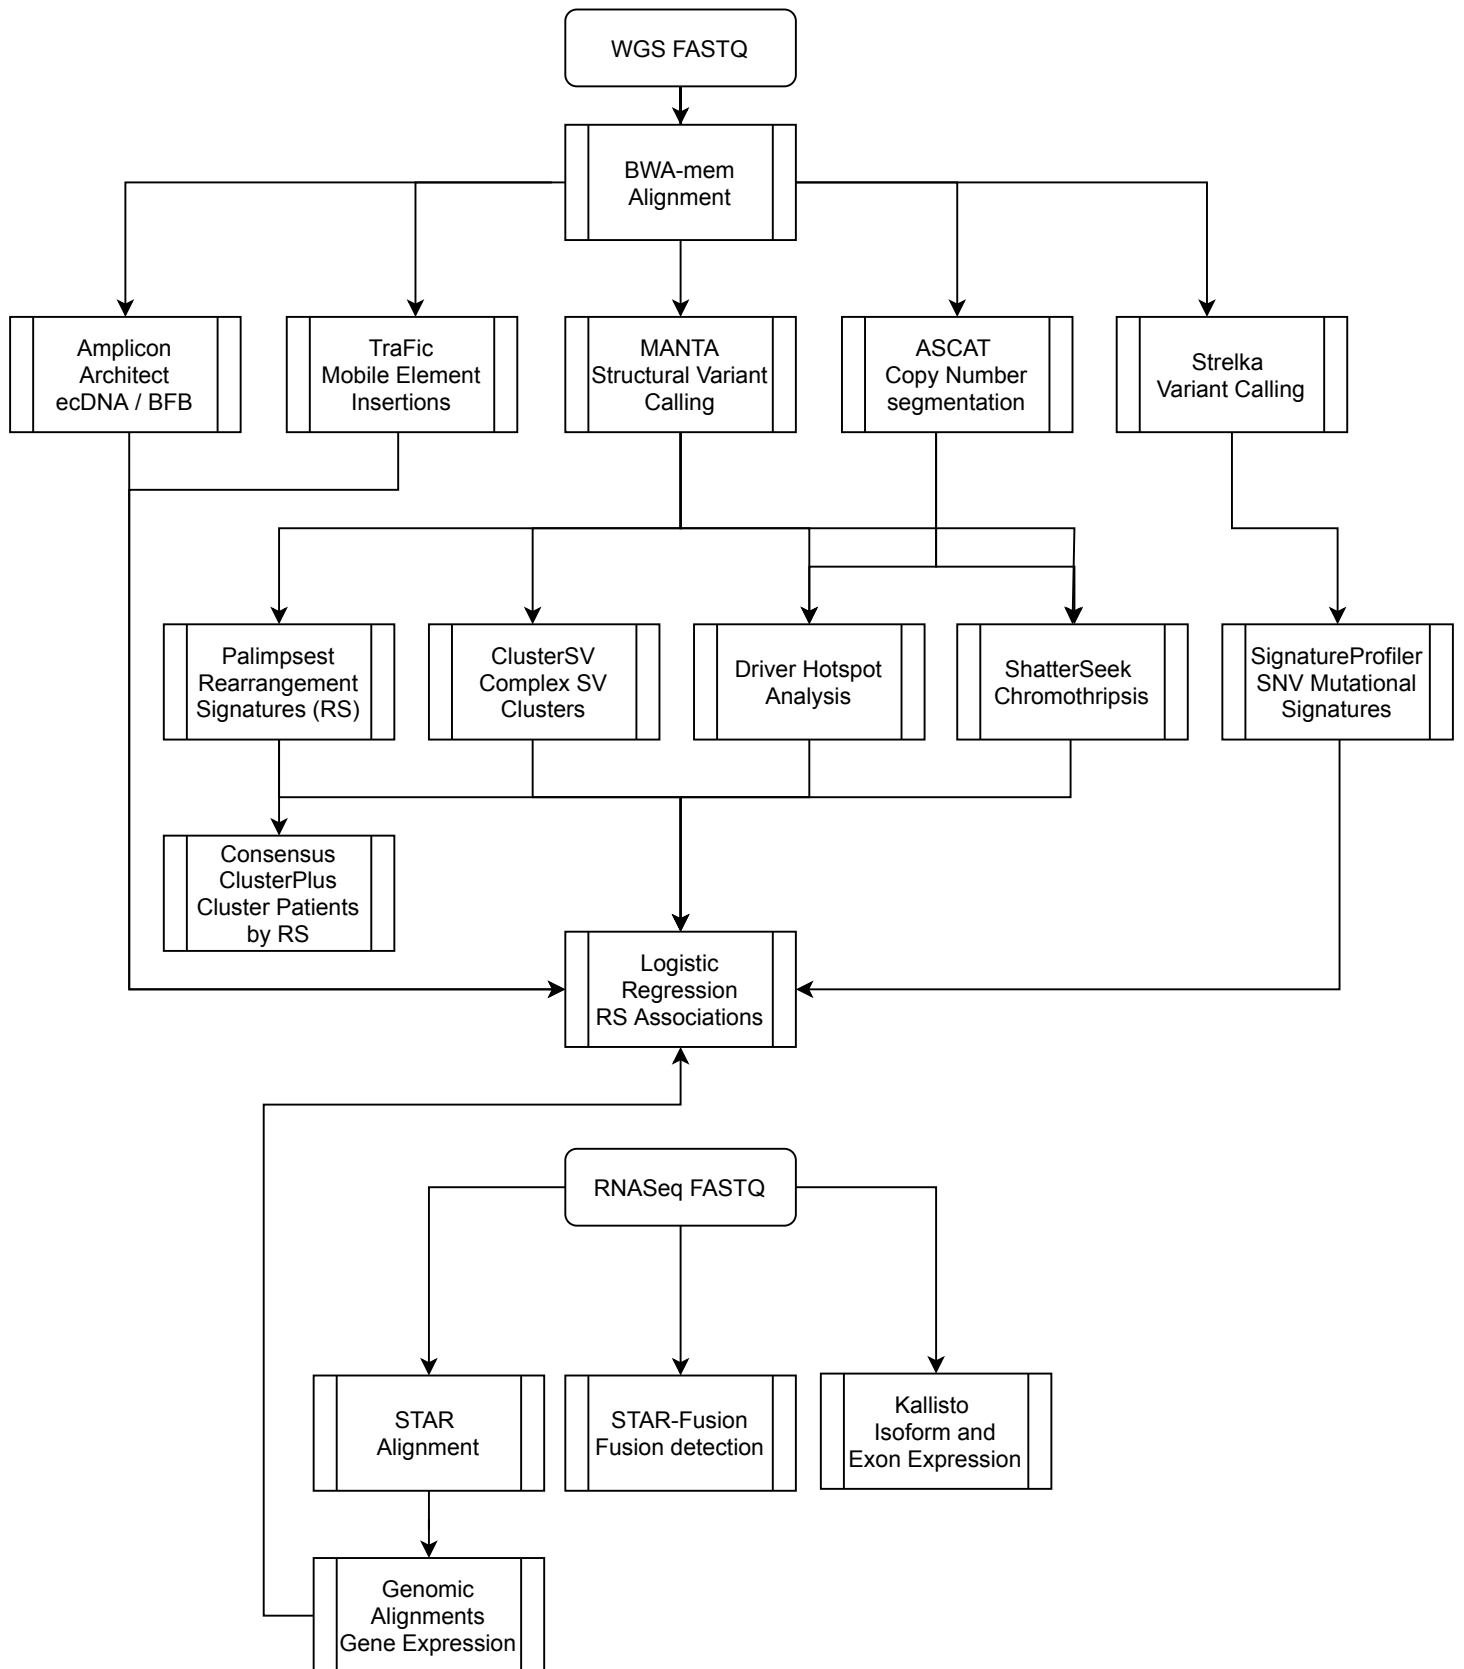 WGS FASTQ
BWA-mem
Alignment
Amplicon
Architect
ecDNA / BFB
TraFic
Mobile Element
Insertions
MANTA
Structural Variant
Calling
ASCAT
Copy Number
segmentation
Strelka
Variant Calling
Palimpsest
Rearrangement
Signatures (RS)
ClusterSV
Complex SV
Clusters
Driver Hotspot
Analysis
ShatterSeek
Chromothripsis
SignatureProfiler
SNV Mutational
Signatures
Consensus
ClusterPlus
Cluster Patients
by RS
Logistic
Regression
RS Associations
RNASeq FASTQ
STAR
Alignment
STAR-Fusion
Fusion detection
Kallisto
Isoform and
Exon Expression
Genomic
Alignments
Gene Expression